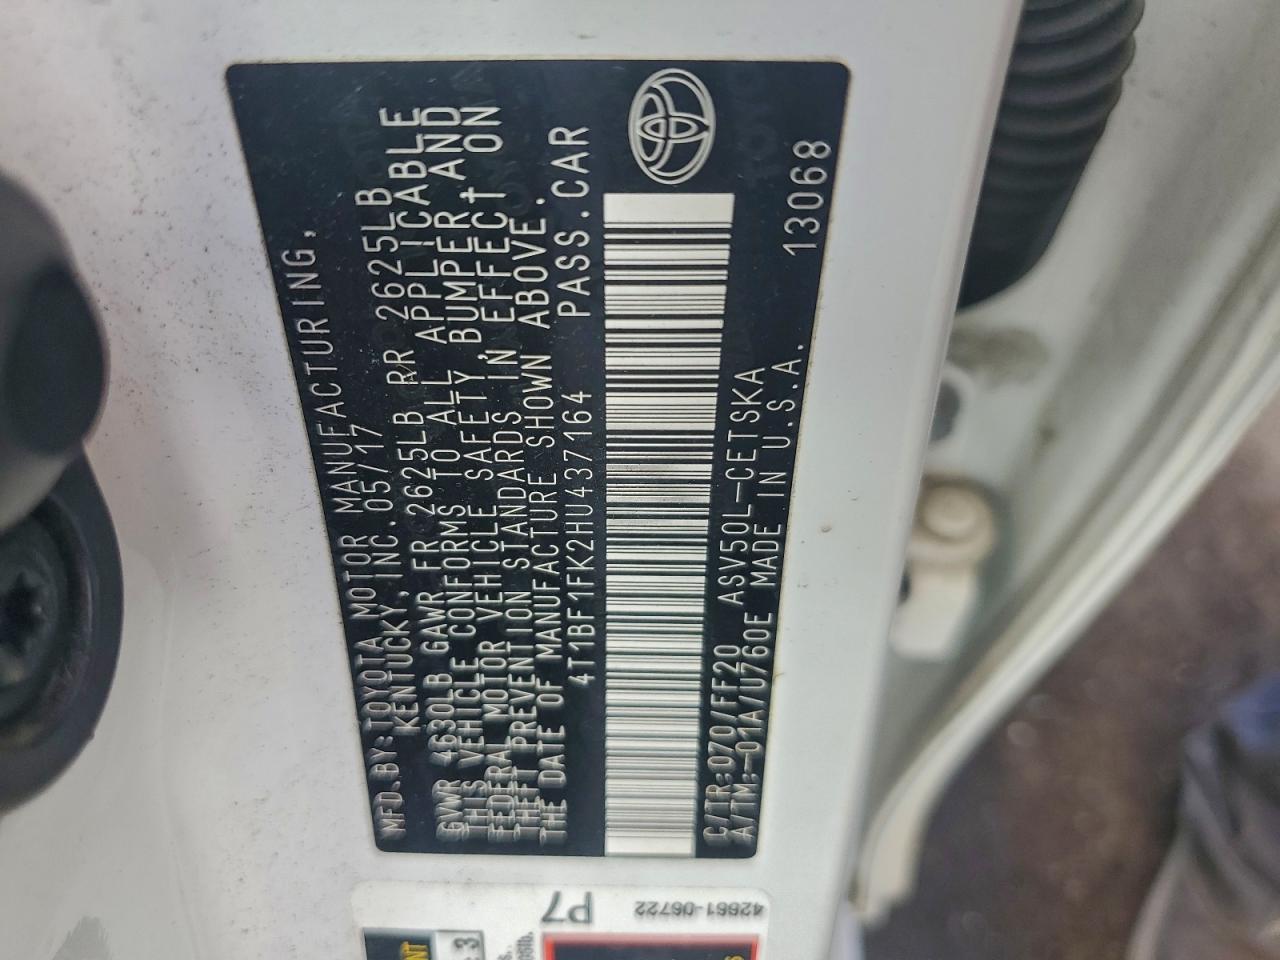 MFD.BY:TOYOTA MOTOR MANUFACTURING,
KENTUCKY,INC.05/17
GVWR 4630LB GAWR FR 2625LB RR 2625LB
THIS VEHICLE CONFORMS TO ALL APPLICABLE
FEDERAL MOTOR VEHICLE SAFETY, BUMPER, AND
THEFT PREVENTION STANDARDS IN EFFECT ON
THE DATE OF MANUFACTURE SHOWN ABOVE.
4T1BF1FK2HU437164 PASS.CAR
C/TR:070/FF20 ASV50L-CETSKA
A/TM:-01A/U760E MADE IN U.S.A.
13068
P7
42661-06722